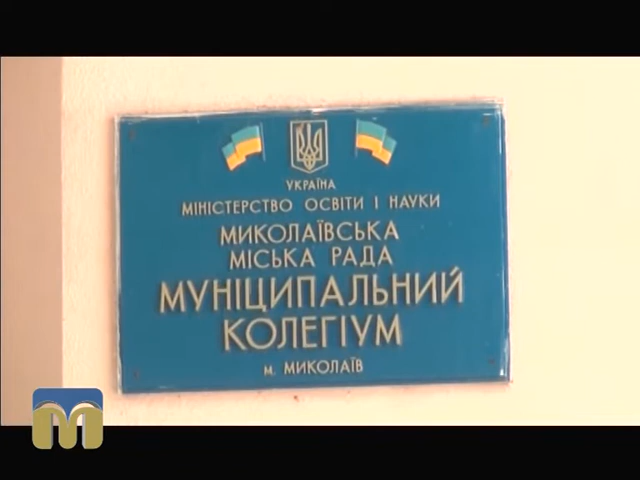 УКРАЇНА
МІНІСТЕРСТВО ОСВІТИ І НАУКИ
МИКОЛАЇВСЬКА
МІСЬКА РАДА
МУНІЦИПАЛЬНИЙ
КОЛЕГІУМ
м. МИКОЛАЇВ
М